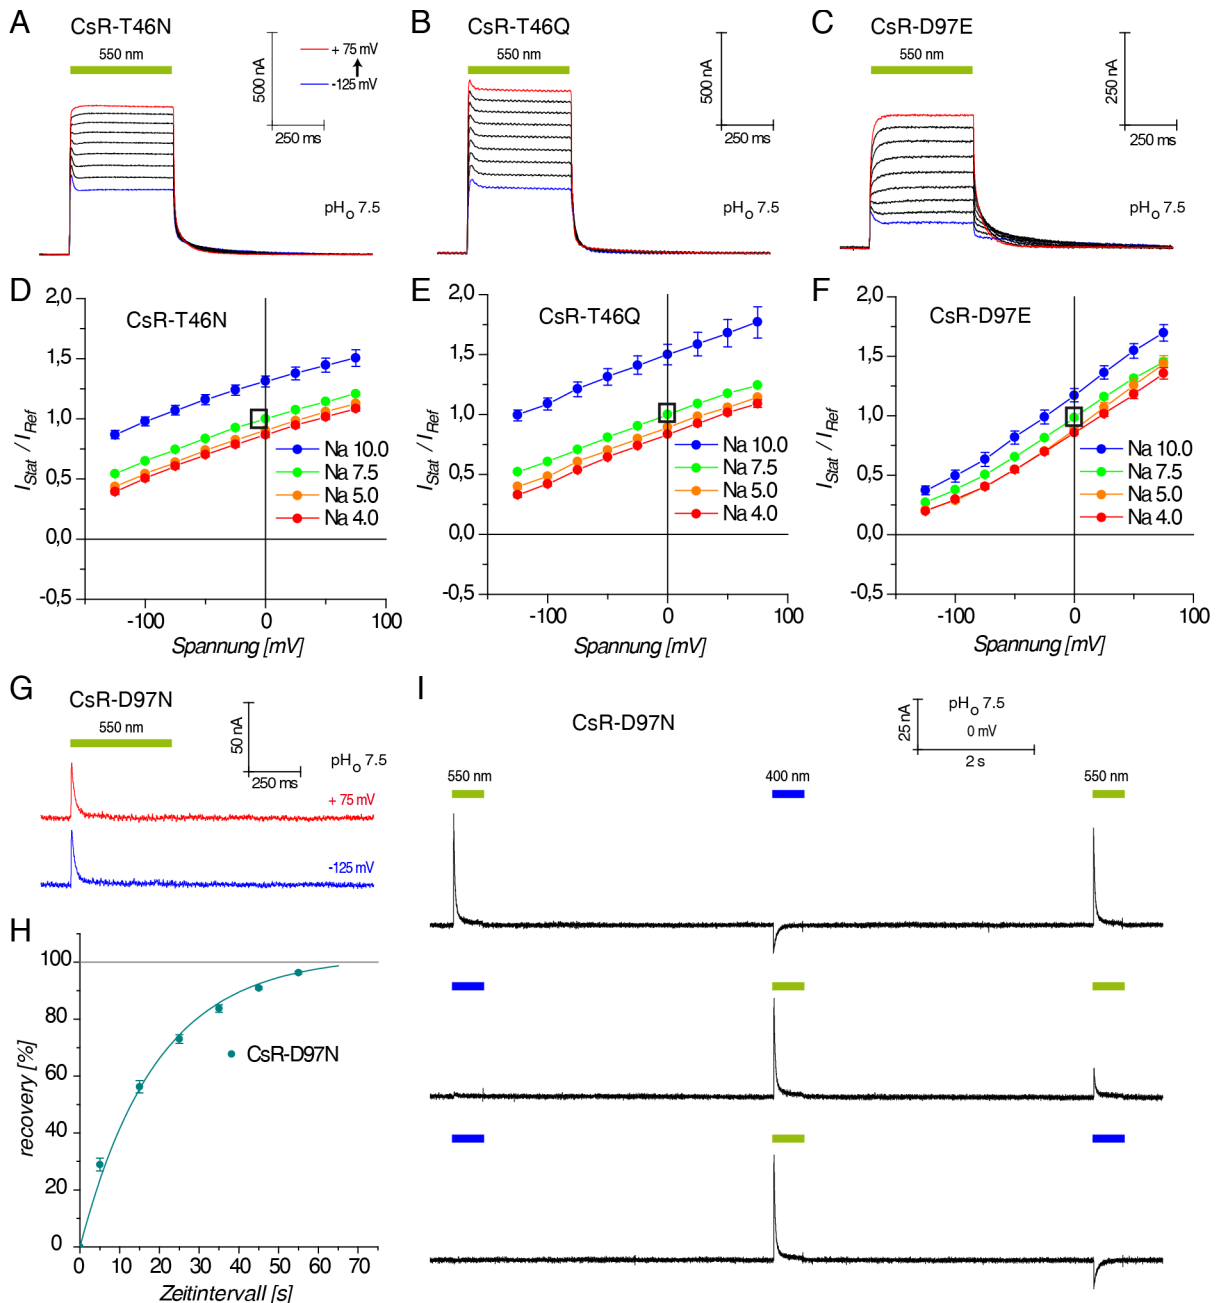 A
CsR-T46N
550 nm
500 nA
250 ms
+ 75 mV
-125 mV
pHo 7.5
B
CsR-T46Q
550 nm
500 nA
250 ms
pHo 7.5
C
CsR-D97E
550 nm
250 nA
250 ms
pHo 7.5
D
CsR-T46N
2,0
1,5
1,0
0,5
0,0
-0,5
IStat / IRef
Na 10.0
Na 7.5
Na 5.0
Na 4.0
-100
0
100
Spannung [mV]
E
CsR-T46Q
2,0
1,5
1,0
0,5
0,0
-0,5
IStat / IRef
Na 10.0
Na 7.5
Na 5.0
Na 4.0
-100
0
100
Spannung [mV]
F
CsR-D97E
2,0
1,5
1,0
0,5
0,0
-0,5
IStat / IRef
Na 10.0
Na 7.5
Na 5.0
Na 4.0
-100
0
100
Spannung [mV]
G
CsR-D97N
550 nm
50 nA
250 ms
pHo 7.5
+ 75 mV
-125 mV
H
100
80
60
40
20
0
recovery [%]
CsR-D97N
0 10 20 30 40 50 60 70
Zeitintervall [s]
I
CsR-D97N
25 nA
pHo 7.5
0 mV
2 s
550 nm
400 nm
550 nm